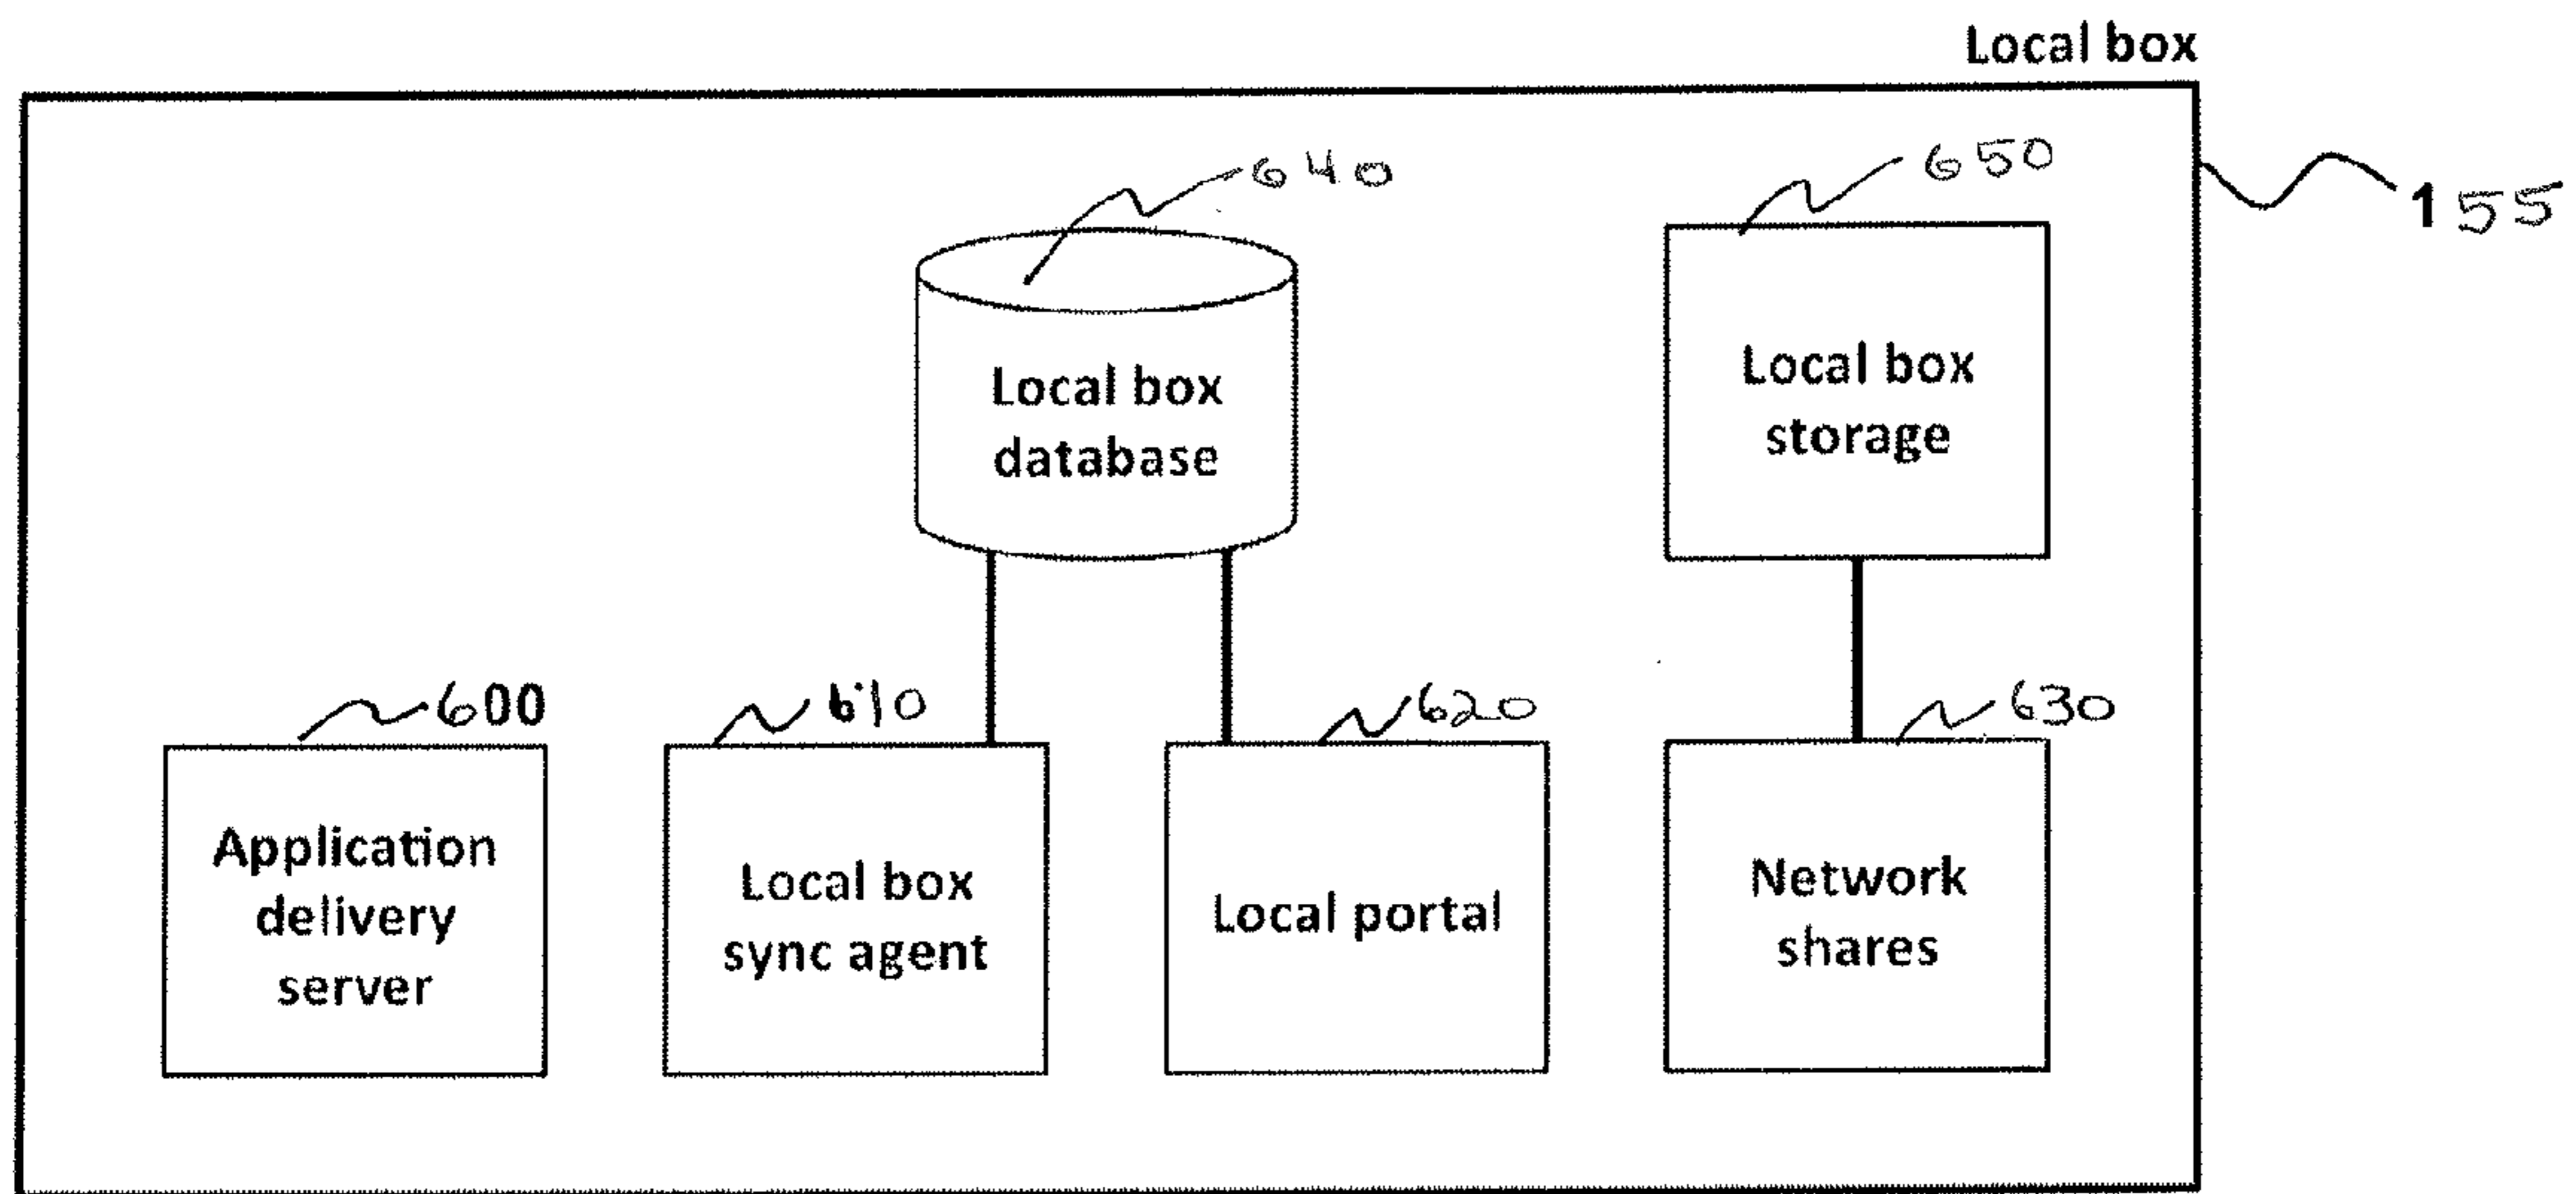 Local box
640
650
155
Local box
database
Local box
storage
600
610
620
630
Application
delivery
server
Local box
sync agent
Local portal
Network
shares